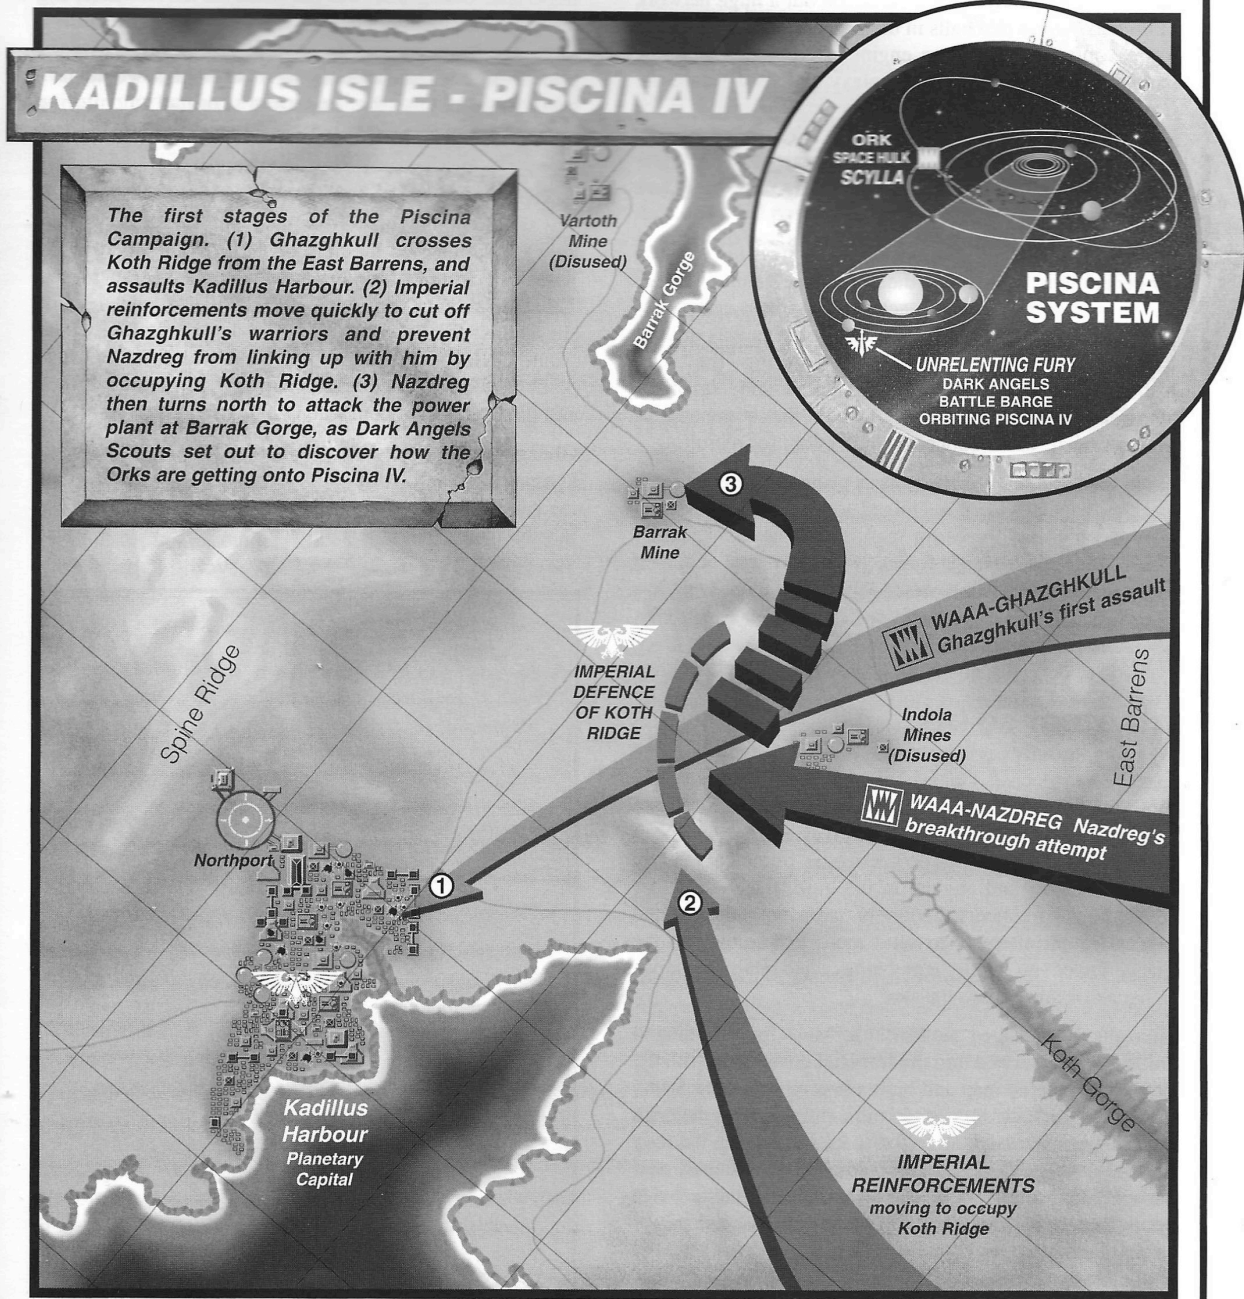 KADILLUS ISLE - PISCINA IV
The first stages of the Piscina
Campaign. (1) Ghazghkull crosses
Koth Ridge from the East Barrens, and
assaults Kadillus Harbour. (2) Imperial
reinforcements move quickly to cut off
Ghazghkull's warriors and prevent
Nazdreg from linking up with him by
occupying Koth Ridge. (3) Nazdreg
then turns north to attack the power
plant at Barrak Gorge, as Dark Angels
Scouts set out to discover how the
Orks are getting onto Piscina IV.
ORK
SPACE HULK
SCYLLA
PISCINA
SYSTEM
UNRELENTING FURY
DARK ANGELS
BATTLE BARGE
ORBITING PISCINA IV
Vartoth
Mine
(Disused)
Barrak Gorge
3
Barrak
Mine
WAAA-GHAZGHKULL
Ghazghkull's first assault
IMPERIAL
DEFENCE
OF KOTH
RIDGE
Spine Ridge
Indola
Mines
(Disused)
East Barrens
WAAA-NAZDREG Nazdreg's
breakthrough attempt
Northport
1
2
Koth Gorge
Kadillus
Harbour
Planetary
Capital
IMPERIAL
REINFORCEMENTS
moving to occupy
Koth Ridge